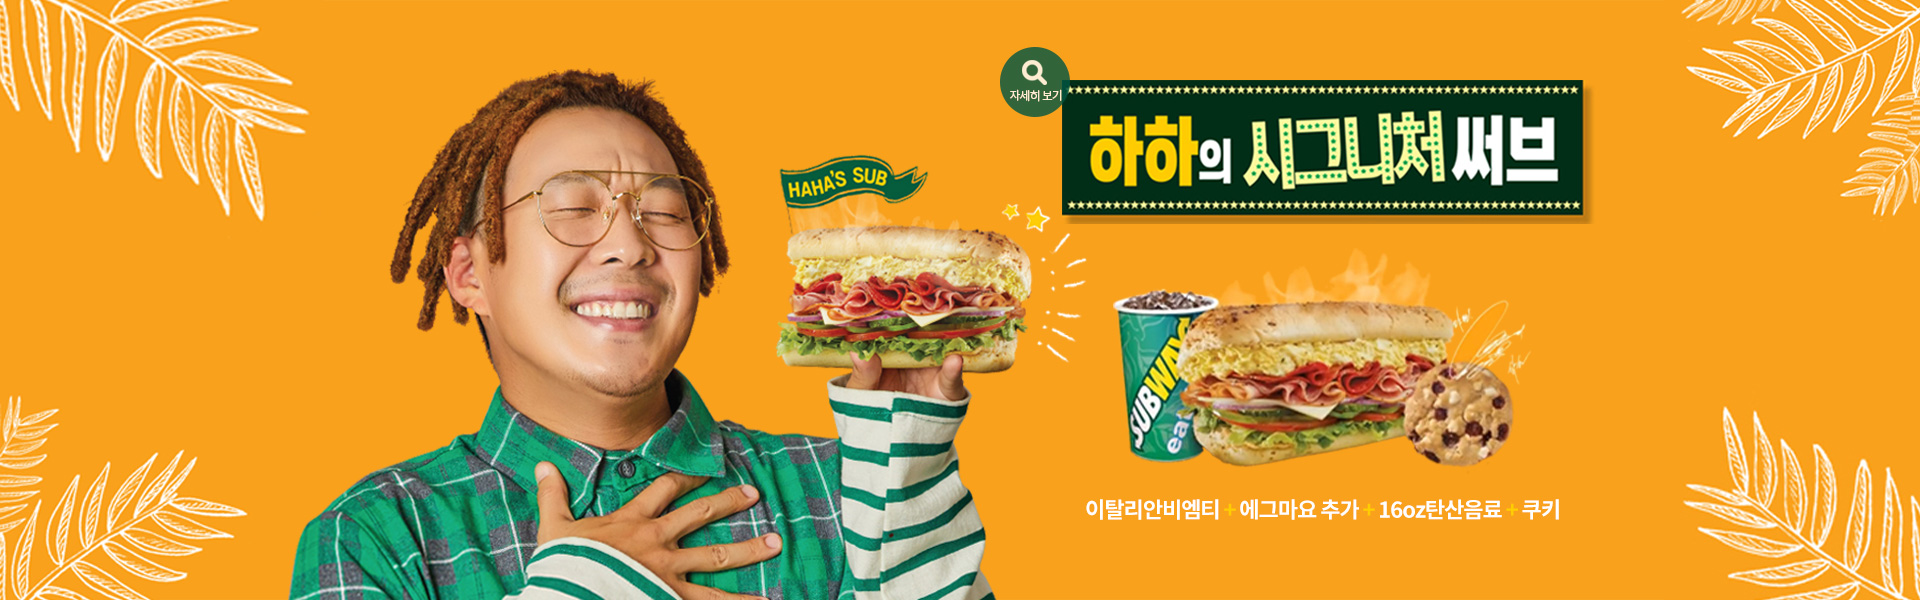 자세히 보기
하하의 시그니처 써브
HAHA'S SUB
SUBWAY
eat
이탈리안비엠티 + 에그마요 추가 + 16oz탄산음료 + 쿠키